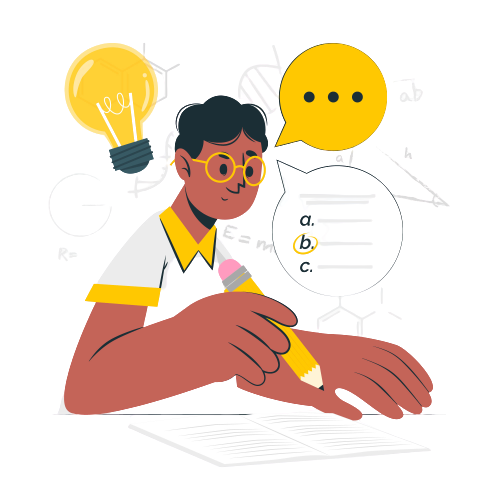 ab
a|
h
a.
b.
c.
E=m
R=